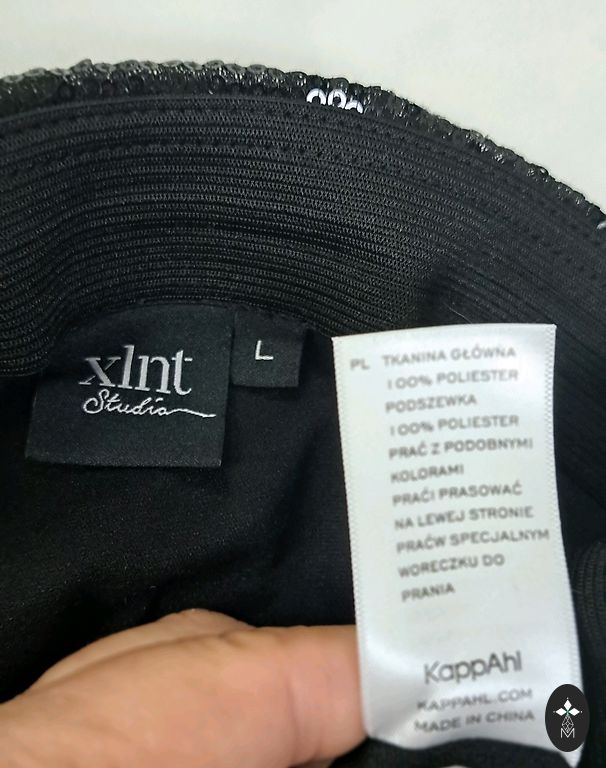 xlnt
Studio
L
PL TKANINA GŁÓWNA
100% POLIESTER
PODSZEWKA
100% POLIESTER
PRAĆ Z PODOBNYMI
KOLORAMI
PRAĆI PRASOWAĆ
NA LEWEJ STRONIE
PRAĆW SPECJALNYM
WORECZKU DO
PRANIA
KappAhl
KAPPAHL.COM
MADE IN CHINA
M